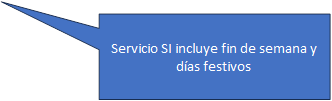 Servicio SI incluye fin de semana y
días festivos